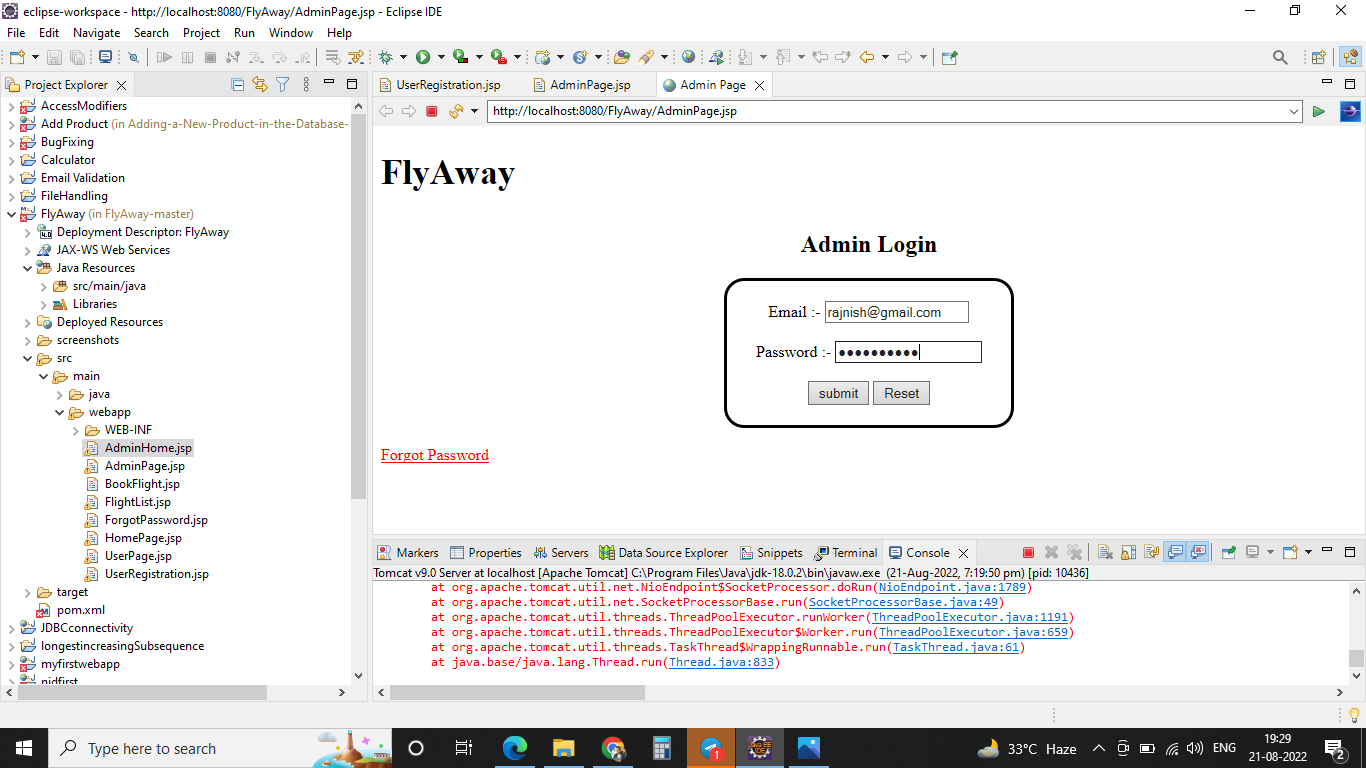 eclipse-workspace - http://localhost:8080/FlyAway/AdminPage.jsp - Eclipse IDE
File Edit Navigate Search Project Run Window Help
Project Explorer
AccessModifiers
Add Product (in Adding-a-New-Product-in-the-Database-
BugFixing
Calculator
Email Validation
FileHandling
FlyAway (in FlyAway-master)
Deployment Descriptor: FlyAway
JAX-WS Web Services
Java Resources
src/main/java
Libraries
Deployed Resources
screenshots
src
main
java
webapp
WEB-INF
AdminHome.jsp
AdminPage.jsp
BookFlight.jsp
FlightList.jsp
ForgotPassword.jsp
HomePage.jsp
UserPage.jsp
UserRegistration.jsp
target
pom.xml
JDBCconnectivity
longestincreasingSubsequence
myfirstwebapp
nidfirst
UserRegistration.jsp AdminPage.jsp Admin Page
http://localhost:8080/FlyAway/AdminPage.jsp
FlyAway
Admin Login
Email :- rajnish@gmail.com
Password :- ●●●●●●●●●●
submit Reset
Forgot Password
Markers Properties Servers Data Source Explorer Snippets Terminal Console
Tomcat v9.0 Server at localhost [Apache Tomcat] C:\Program Files\Java\jdk-18.0.2\bin\javaw.exe (21-Aug-2022, 7:19:50 pm) [pid: 10436]
at org.apache.tomcat.util.net.NioEndpoint$SocketProcessor.doRun(NioEndpoint.java:1789)
at org.apache.tomcat.util.net.SocketProcessorBase.run(SocketProcessorBase.java:49)
at org.apache.tomcat.util.threads.ThreadPoolExecutor.runWorker(ThreadPoolExecutor.java:1191)
at org.apache.tomcat.util.threads.ThreadPoolExecutor$Worker.run(ThreadPoolExecutor.java:659)
at org.apache.tomcat.util.threads.TaskThread$WrappingRunnable.run(TaskThread.java:61)
at java.base/java.lang.Thread.run(Thread.java:833)
Type here to search
1
33°C Haze
ENG
19:29
21-08-2022
2